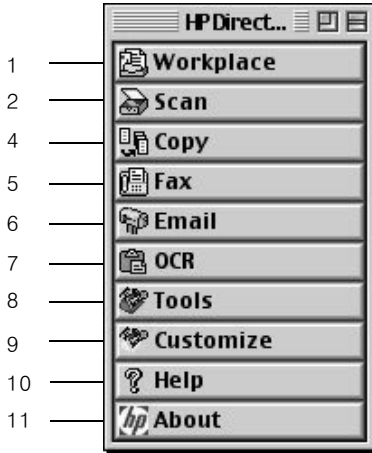 HPDirect...
1 Workplace
2 Scan
4 Copy
5 Fax
6 Email
7 OCR
8 Tools
9 Customize
10 Help
11 hp About